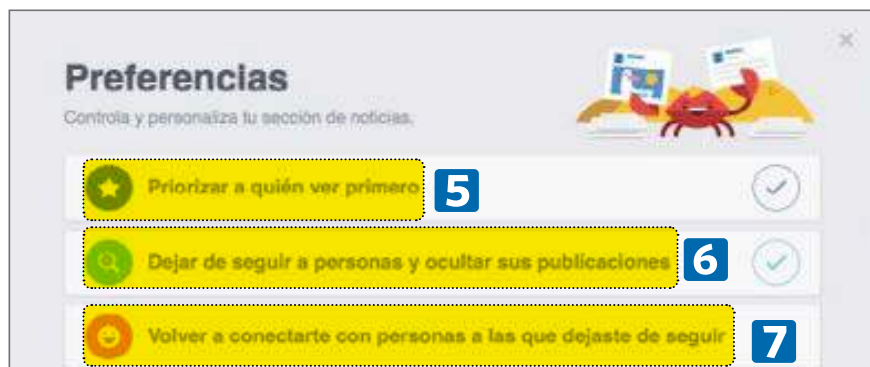 Preferencias
Controla y personaliza tu sección de noticias.
Priorizar a quién ver primero 5
Dejar de seguir a personas y ocultar sus publicaciones 6
Volver a conectarte con personas a las que dejaste de seguir 7